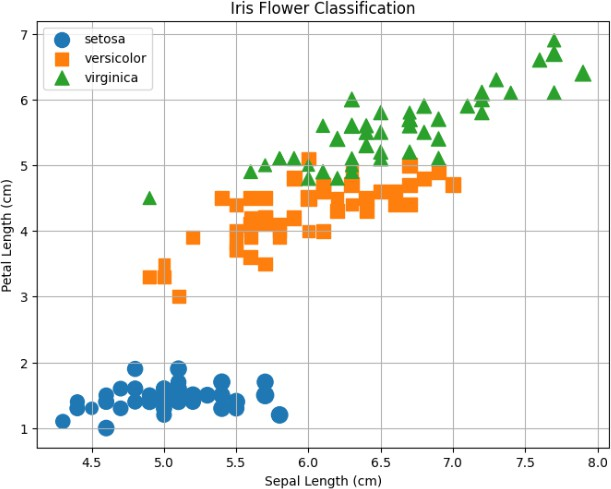 Iris Flower Classification
setosa
versicolor
virginica
Petal Length (cm)
7
6
5
4
3
2
1
4.5 5.0 5.5 6.0 6.5 7.0 7.5 8.0
Sepal Length (cm)